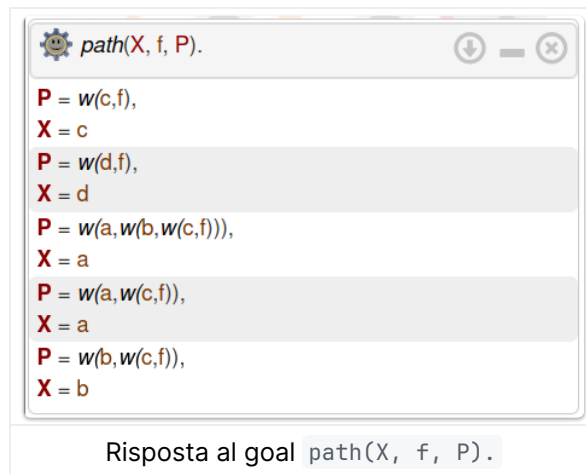 path(X, f, P).
P = w(c,f),
X = c
P = w(d,f),
X = d
P = w(a,w(b,w(c,f))),
X = a
P = w(a,w(c,f)),
X = a
P = w(b,w(c,f)),
X = b
Risposta al goal path(X, f, P).